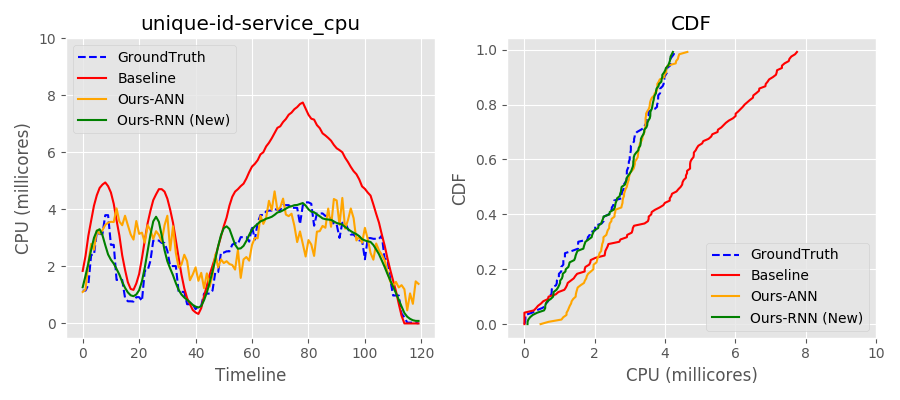 unique-id-service_cpu
CPU (millicores)
10
8
6
4
2
0
GroundTruth
Baseline
Ours-ANN
Ours-RNN (New)
0 20 40 60 80 100 120
Timeline
CDF
CDF
1.0
0.8
0.6
0.4
0.2
0.0
GroundTruth
Baseline
Ours-ANN
Ours-RNN (New)
0 2 4 6 8 10
CPU (millicores)